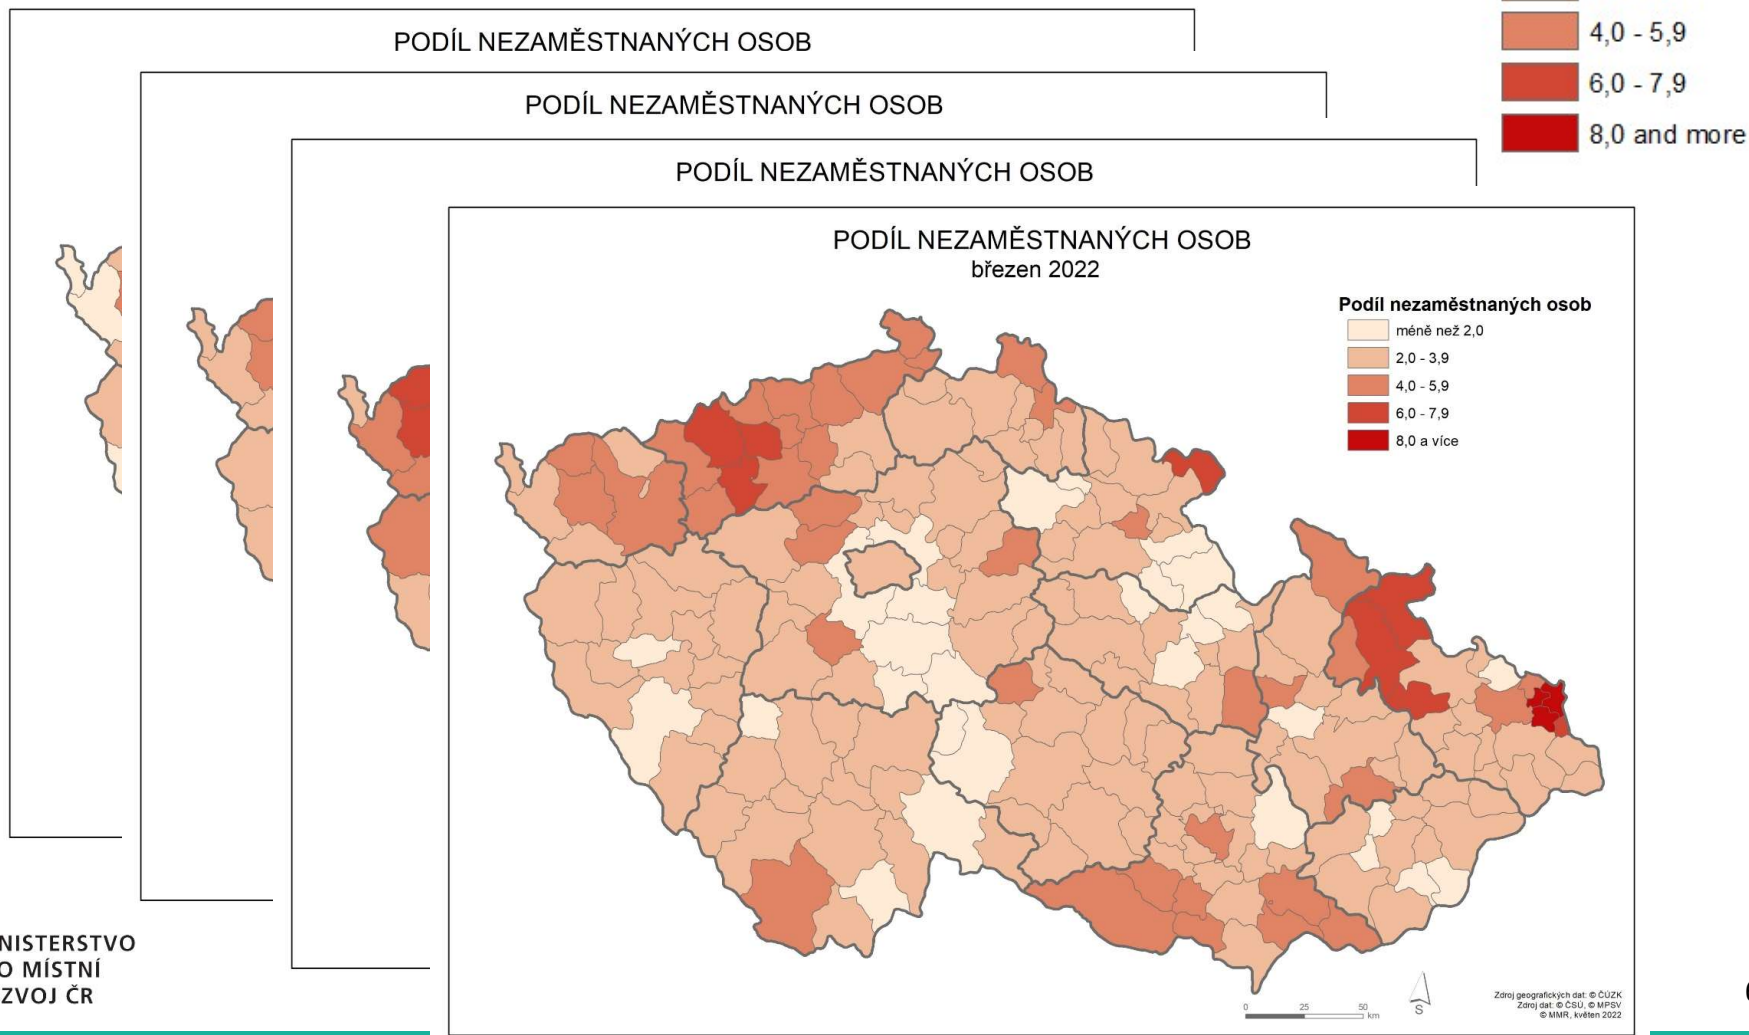 PODÍL NEZAMĚSTNANÝCH OSOB
PODÍL NEZAMĚSTNANÝCH OSOB
PODÍL NEZAMĚSTNANÝCH OSOB
PODÍL NEZAMĚSTNANÝCH OSOB
březen 2022
Podíl nezaměstnaných osob
méně než 2,0
2,0 - 3,9
4,0 - 5,9
6,0 - 7,9
8,0 a více
4,0 - 5,9
6,0 - 7,9
8,0 and more
0 25 50
km
S
Zdroj geografických dat: © ČÚZK
Zdroj dat: © ČSÚ, © MPSV
© MMR, květen 2022
NISTERSTVO
O MÍSTNÍ
ZVOJ ČR